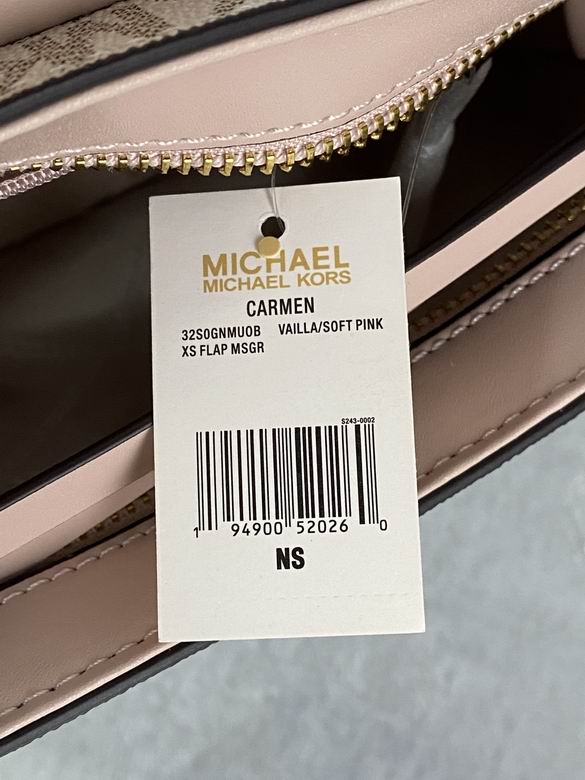 MICHAEL
MICHAEL KORS
CARMEN
32S0GNMU0B VAILLA/SOFT PINK
XS FLAP MSGR
S243-0002
1 94900 52026 0
NS